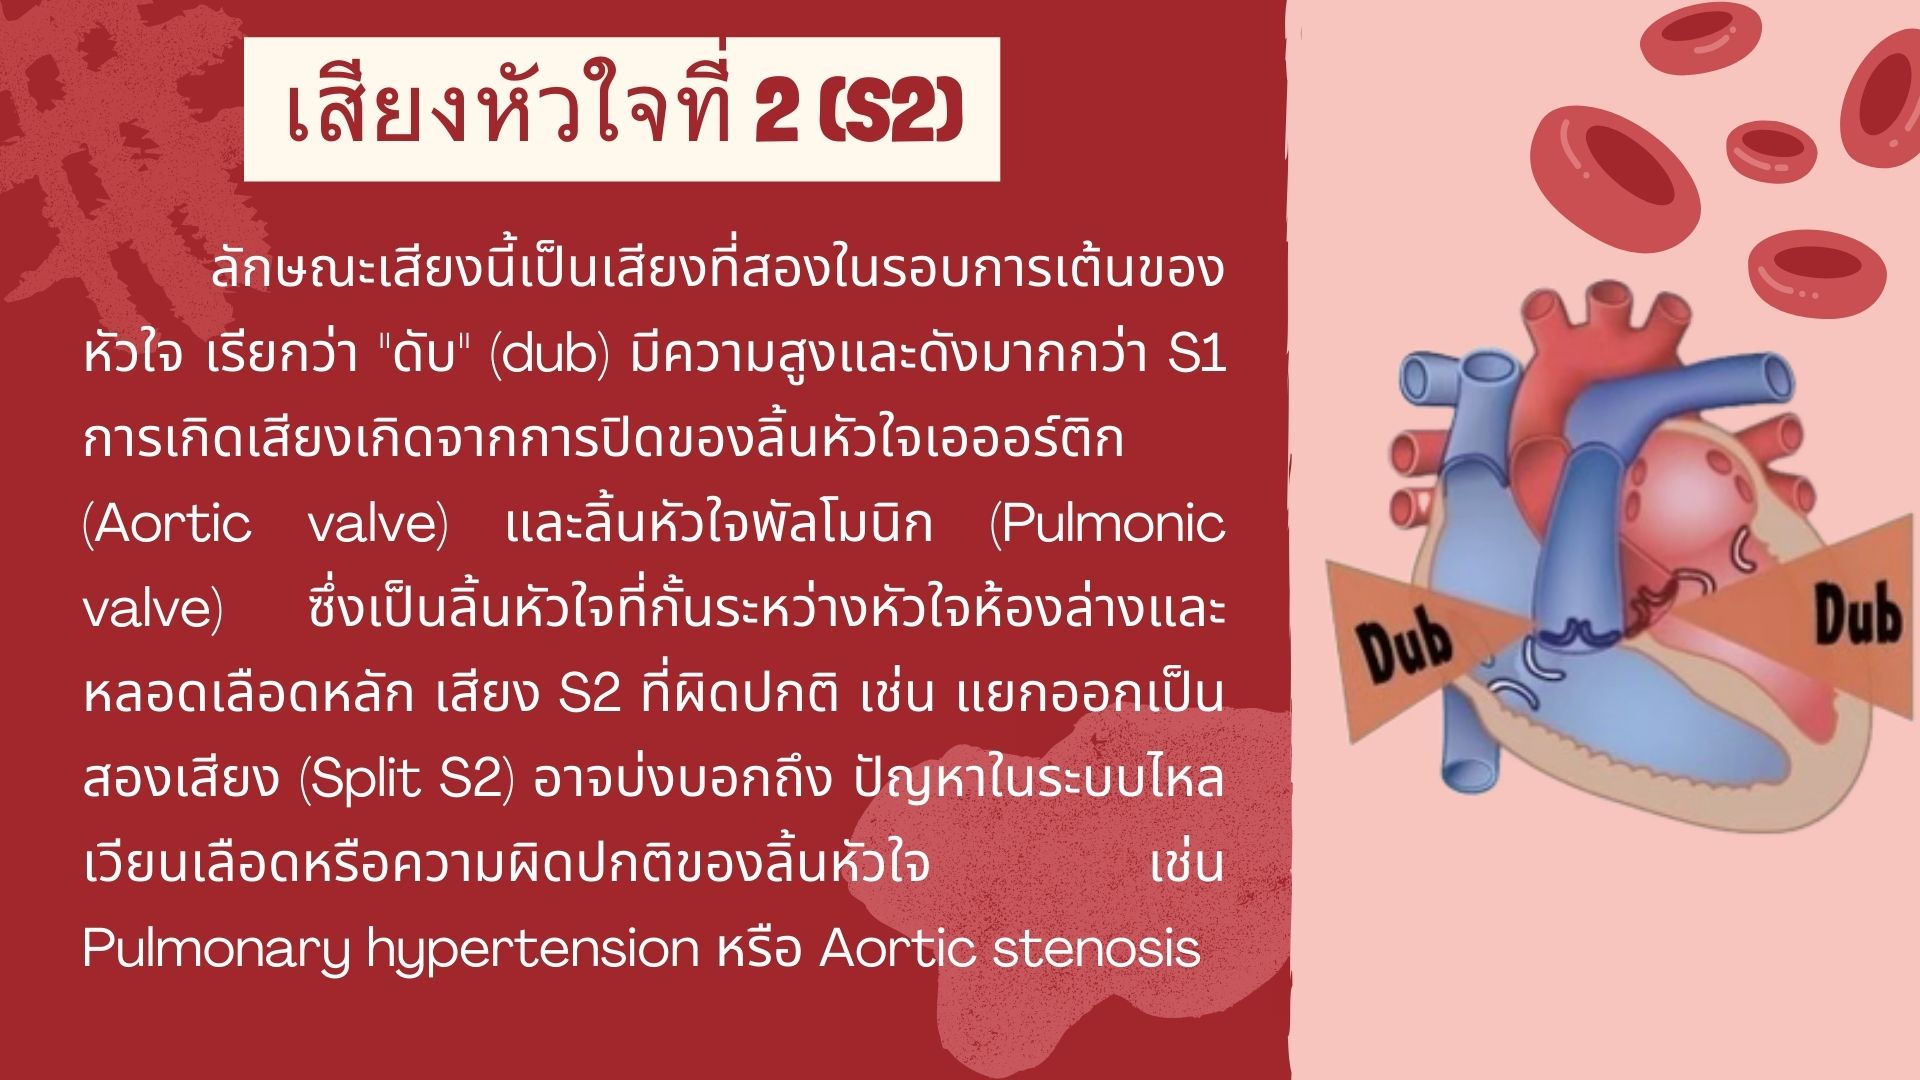 เสียงหัวใจที่ 2 (S2)
ลักษณะเสียงนี้เป็นเสียงที่สองในรอบการเต้นของ
หัวใจ เรียกว่า "ดับ" (dub) มีความสูงและดังมากกว่า S1
การเกิดเสียงเกิดจากการปิดของลิ้นหัวใจเอออร์ติก
(Aortic valve) และลิ้นหัวใจพัลโมนิก (Pulmonic
valve) ซึ่งเป็นลิ้นหัวใจที่กั้นระหว่างหัวใจห้องล่างและ
หลอดเลือดหลัก เสียง S2 ที่ผิดปกติ เช่น แยกออกเป็น
สองเสียง (Split S2) อาจบ่งบอกถึง ปัญหาในระบบไหล
เวียนเลือดหรือความผิดปกติของลิ้นหัวใจ เช่น
Pulmonary hypertension หรือ Aortic stenosis
Dub
Dub